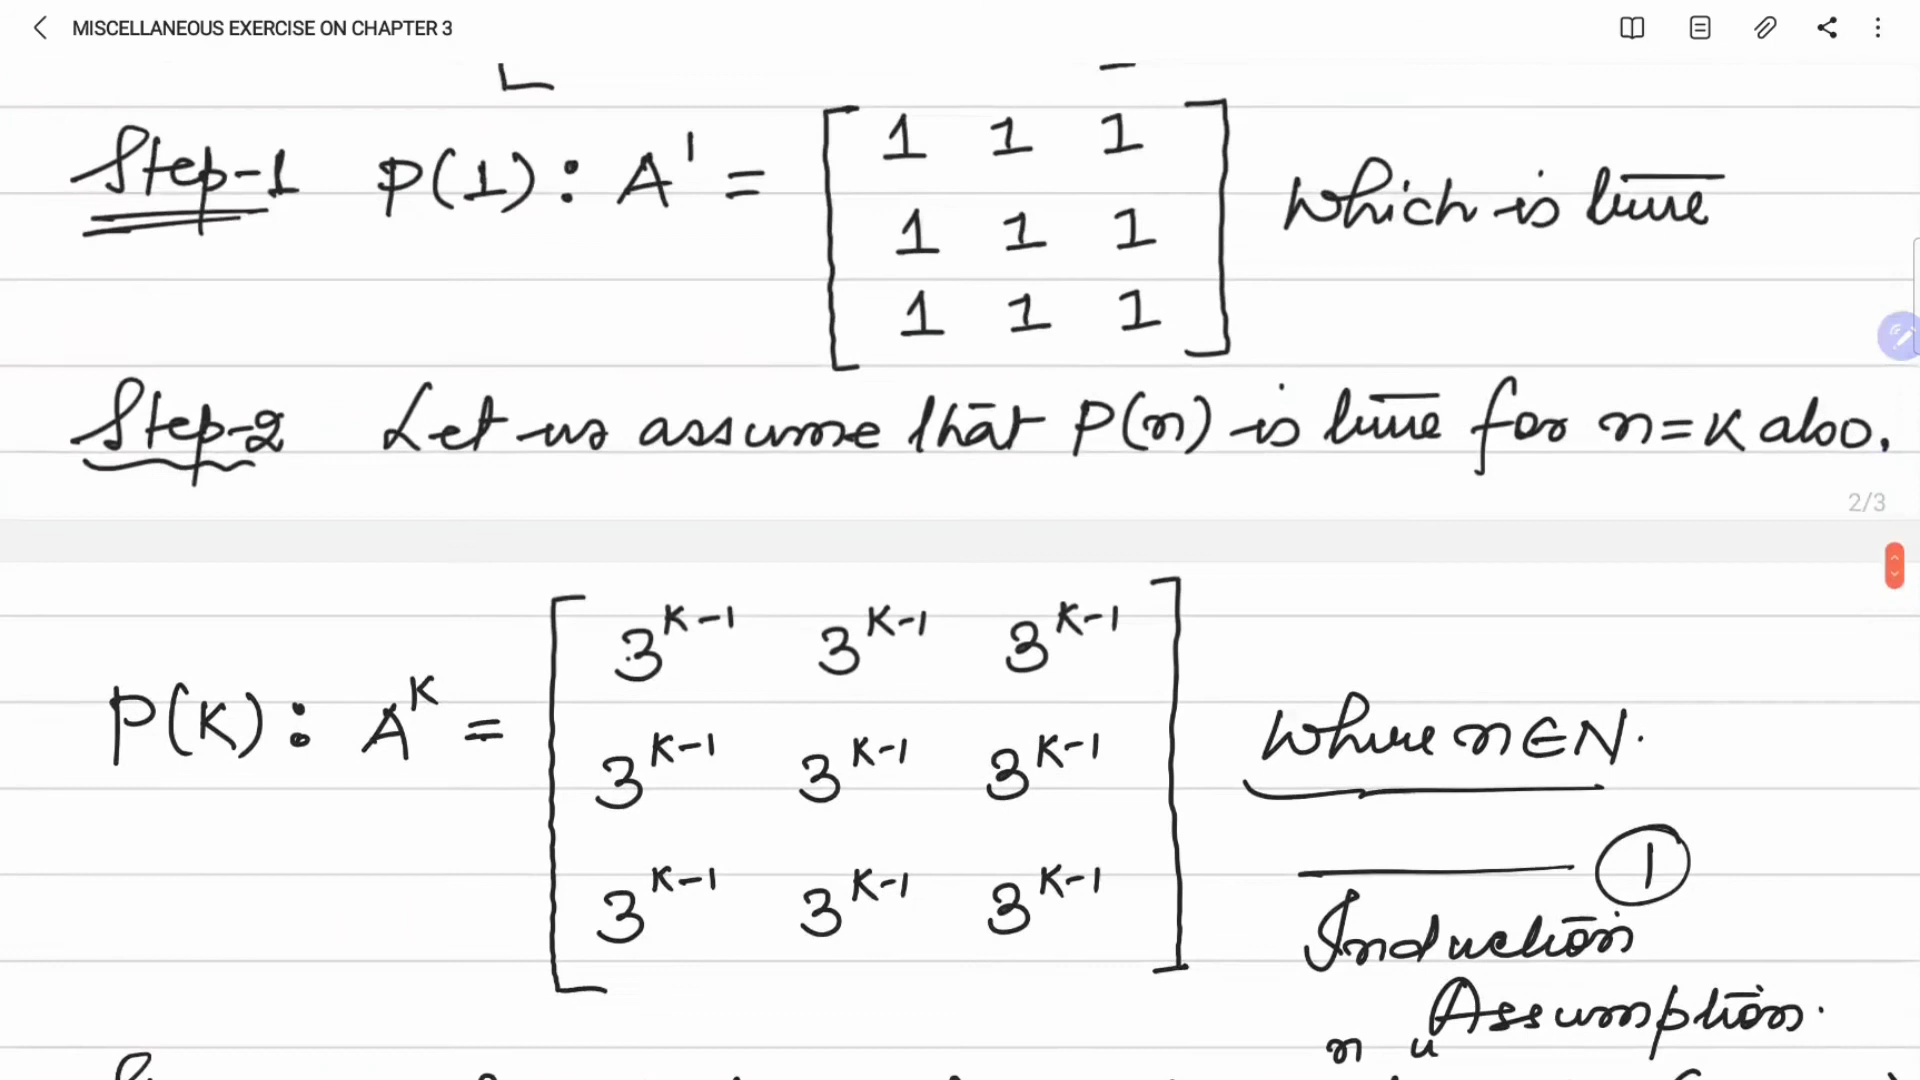 MISCELLANEOUS EXERCISE ON CHAPTER 3
Step-1 P(1): A¹ = [1 1 1 which is true
1 1 1
1 1 1]
Step-2 Let us assume that P(n) is true for n=K also.
2/3
P(K): A^K = [3^K-1 3^K-1 3^K-1
3^K-1 3^K-1 3^K-1 where n∈N.
3^K-1 3^K-1 3^K-1] ①
Induction
Assumption.